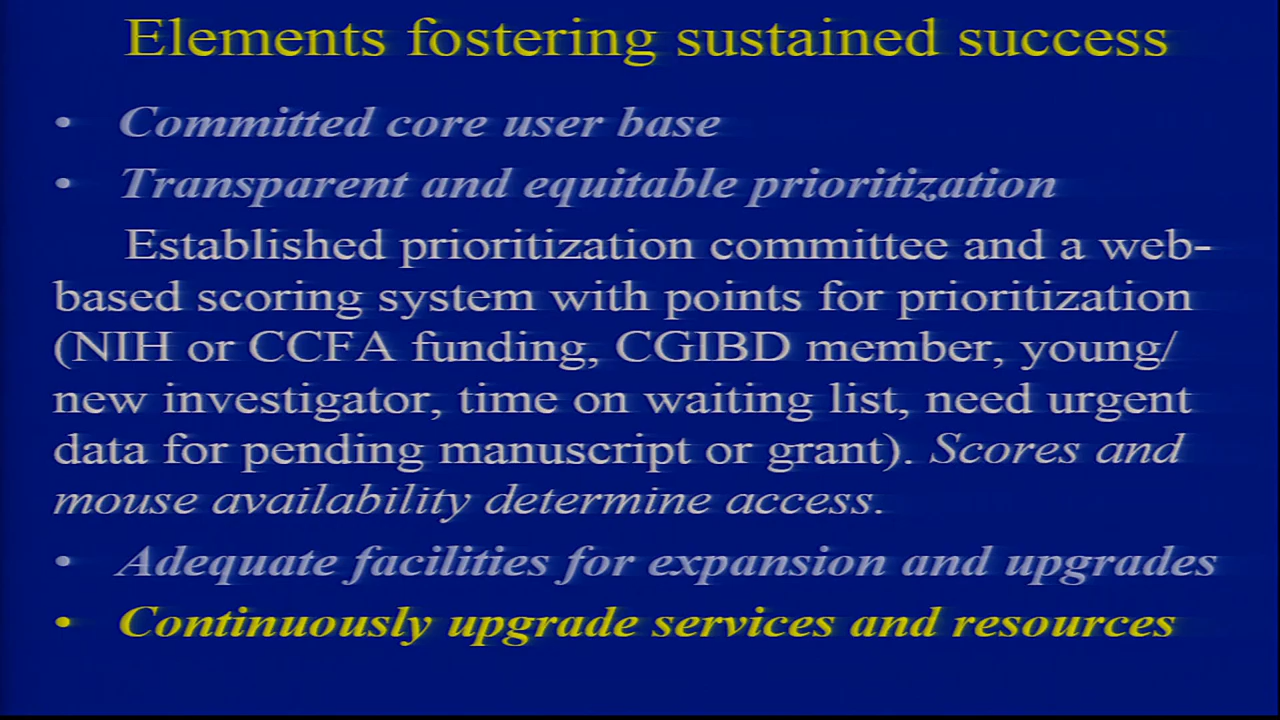 Elements fostering sustained success
• Committed core user base
• Transparent and equitable prioritization
Established prioritization committee and a web-
based scoring system with points for prioritization
(NIH or CCFA funding, CGIBD member, young/
new investigator, time on waiting list, need urgent
data for pending manuscript or grant). Scores and
mouse availability determine access.
• Adequate facilities for expansion and upgrades
• Continuously upgrade services and resources